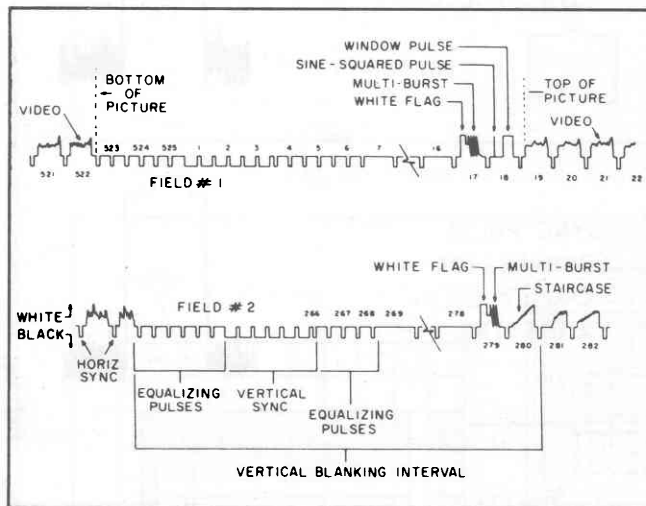 WINDOW PULSE
SINE-SQUARED PULSE
MULTI-BURST
WHITE FLAG
BOTTOM
OF
PICTURE
TOP OF
PICTURE
VIDEO
VIDEO
523 524 525 1 2 3 4 5 6 7 16
521 522 17 18 19 20 21 22
FIELD # 1
WHITE FLAG
MULTI-BURST
STAIRCASE
WHITE
BLACK
FIELD # 2
266 267 268 269 278
279 280 281 282
HORIZ
SYNC
EQUALIZING
PULSES
VERTICAL
SYNC
EQUALIZING
PULSES
VERTICAL BLANKING INTERVAL